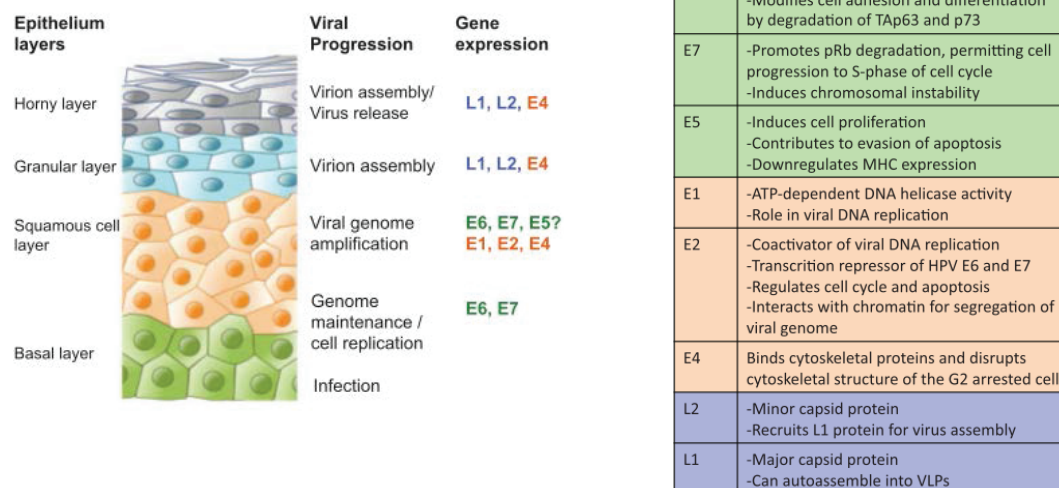 Epithelium layers
Viral Progression
Gene expression
Horny layer
Virion assembly/
Virus release
L1, L2, E4
Granular layer
Virion assembly
L1, L2, E4
Squamous cell
layer
Viral genome
amplification
E6, E7, E5?
E1, E2, E4
Genome
maintenance /
cell replication
E6, E7
Basal layer
Infection
-Modifies cell adhesion and differentiation
by degradation of TAp63 and p73
E7
-Promotes pRb degradation, permitting cell
progression to S-phase of cell cycle
-Induces chromosomal instability
E5
-Induces cell proliferation
-Contributes to evasion of apoptosis
-Downregulates MHC expression
E1
-ATP-dependent DNA helicase activity
-Role in viral DNA replication
E2
-Coactivator of viral DNA replication
-Transcrition repressor of HPV E6 and E7
-Regulates cell cycle and apoptosis
-Interacts with chromatin for segregation of
viral genome
E4
Binds cytoskeletal proteins and disrupts
cytoskeletal structure of the G2 arrested cell
L2
-Minor capsid protein
-Recruits L1 protein for virus assembly
L1
-Major capsid protein
-Can autoassemble into VLPs